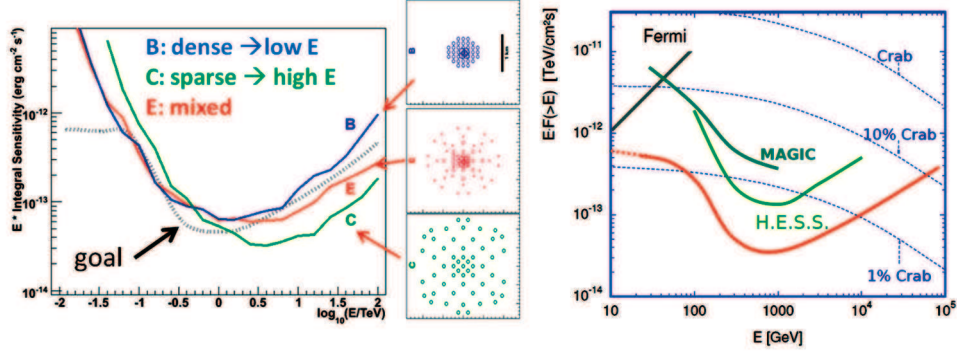 E * Integral Sensitivity (erg cm⁻² s⁻¹)
10⁻¹²
10⁻¹³
10⁻¹⁴
B: dense →low E
C: sparse → high E
E: mixed
B
E
C
goal
-2 -1.5 -1 -0.5 0 0.5 1 1.5 2
log₁₀(E/TeV)
B
C
E·F(>E) [TeV/cm²s]
10⁻¹¹
10⁻¹²
10⁻¹³
10⁻¹⁴
Fermi
Crab
10% Crab
MAGIC
H.E.S.S.
1% Crab
10 100 1000 10⁴ 10⁵
E [GeV]